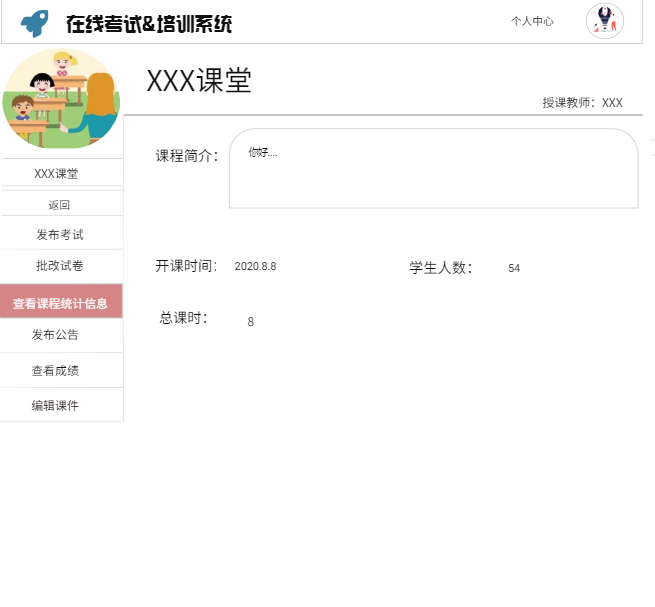 在线考试&培训系统
个人中心
XXX课堂
授课教师：XXX
XXX课堂
返回
发布考试
批改试卷
查看课程统计信息
发布公告
查看成绩
编辑课件
课程简介：
你好....
开课时间：
2020.8.8
学生人数：
54
总课时：
8